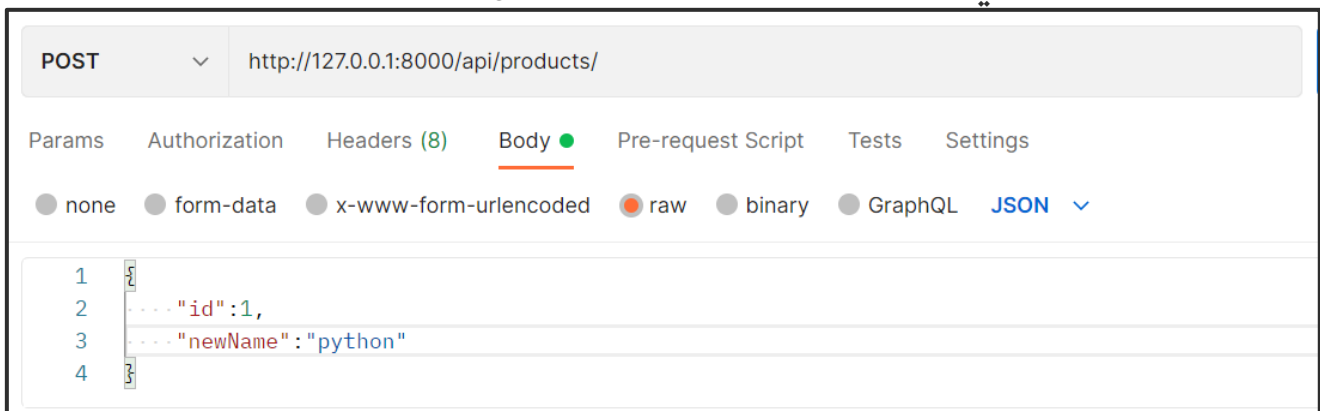 POST http://127.0.0.1:8000/api/products/
Params Authorization Headers (8) Body Pre-request Script Tests Settings
none form-data x-www-form-urlencoded raw binary GraphQL JSON
1 {
2 "id":1,
3 "newName":"python"
4 }